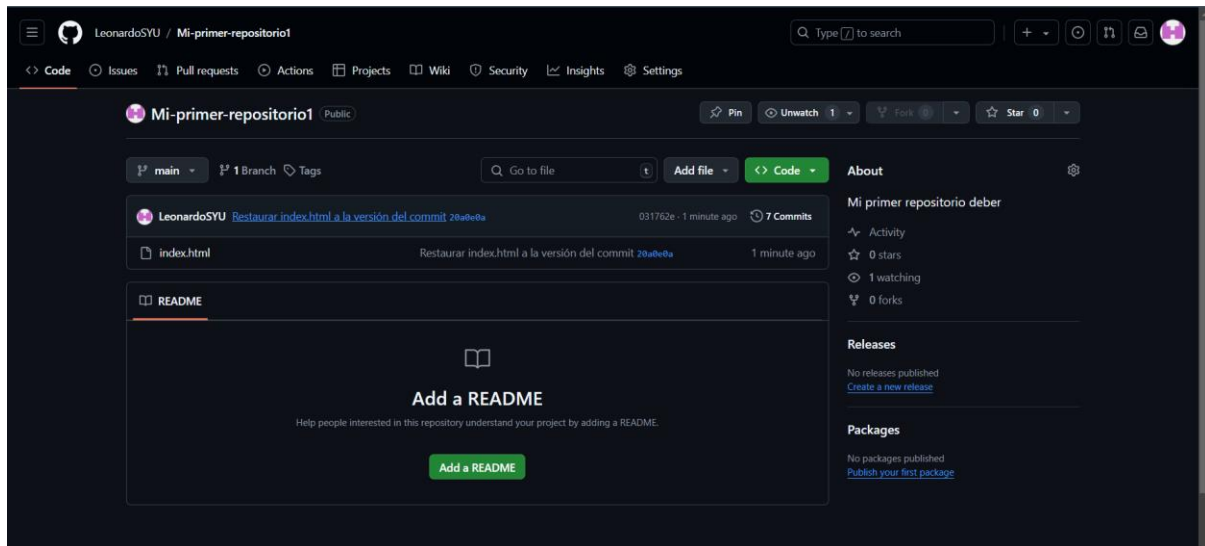 LeonardoSYU / Mi-primer-repositorio1
Type / to search
Code Issues Pull requests Actions Projects Wiki Security Insights Settings
Mi-primer-repositorio1 Public
Pin Unwatch 1 Fork 0 Star 0
main 1 Branch Tags
Go to file t Add file Code
LeonardoSYU Restaurar index.html a la versión del commit 20a0e0a 031762e · 1 minute ago 7 Commits
index.html Restaurar index.html a la versión del commit 20a0e0a 1 minute ago
README
Add a README
Help people interested in this repository understand your project by adding a README.
Add a README
About
Mi primer repositorio deber
Activity
0 stars
1 watching
0 forks
Releases
No releases published
Create a new release
Packages
No packages published
Publish your first package